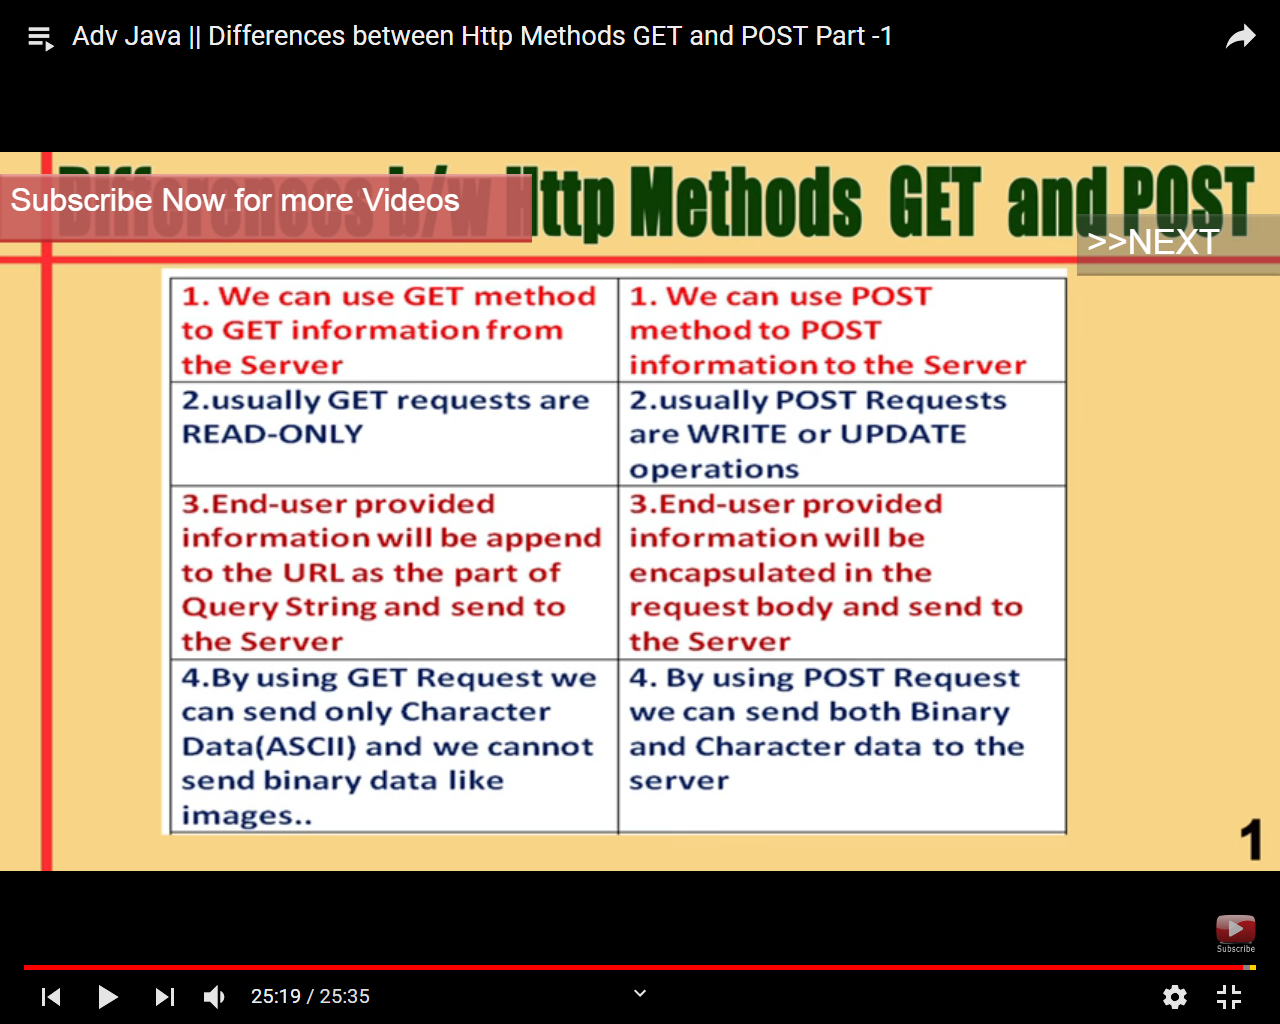 Adv Java || Differences between Http Methods GET and POST Part -1
Differences b/w Http Methods GET and POST
Subscribe Now for more Videos
>>NEXT
1. We can use GET method
to GET information from
the Server
1. We can use POST
method to POST
information to the Server
2.usually GET requests are
READ-ONLY
2.usually POST Requests
are WRITE or UPDATE
operations
3.End-user provided
information will be append
to the URL as the part of
Query String and send to
the Server
3.End-user provided
information will be
encapsulated in the
request body and send to
the Server
4.By using GET Request we
can send only Character
Data(ASCII) and we cannot
send binary data like
images..
4. By using POST Request
we can send both Binary
and Character data to the
server
1
Subscribe
25:19 / 25:35